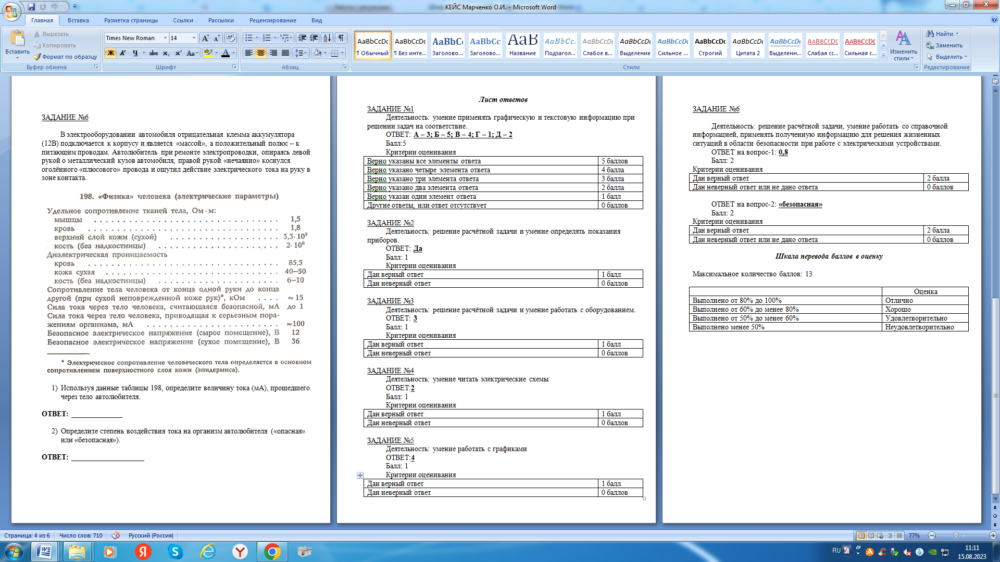 КЕЙС Марченко О.И. - Microsoft Word
Главная Вставка Разметка страницы Ссылки Рассылки Рецензирование Вид
Вставить
Вырезать
Копировать
Формат по образцу
Буфер обмена
Times New Roman 14
Ж К Ч abc x₂ x² Aa
Шрифт
Абзац
AaBbCcDc AaBbCcDc AaBbCc AaBbCc AaB AaBbCc. AaBbCcDc AaBbCcDc AaBbCcDc AaBbCcDc AaBbCcDc AaBbCcDc AABBCCDE AABBCCDE
¶ Обычный ¶ Без инте... Заголово... Заголово... Название Подзагол... Слабое в... Выделение Сильное ... Строгий Цитата 2 Выделенн... Слабая сс... Сильная с...
Изменить стили
Стили
Найти
Заменить
Выделить
Редактирование
ЗАДАНИЕ №6
В электрооборудовании автомобиля отрицательная клемма аккумулятора
(12В) подключается к корпусу и является «массой», а положительный полюс – к
питающим проводам. Автолюбитель при ремонте электропроводки, опираясь левой
рукой о металлический кузов автомобиля, правой рукой «нечаянно» коснулся
оголённого «плюсового» провода и ощутил действие электрического тока на руку в
зоне контакта.
198. «Физика» человека (электрические параметры)
Удельное сопротивление тканей тела, Ом·м:
мышцы . . . . 1,5
кровь . . . . 1,8
верхний слой кожи (сухой) . . . . 3,3·10⁵
кость (без надкостницы) . . . . 2·10⁶
Диэлектрическая проницаемость
кровь . . . . 85,5
кожа сухая . . . . 40—50
кость (без надкостницы) . . . . 6—10
Сопротивление тела человека от конца одной руки до конца
другой (при сухой неповрежденной коже рук)*, кОм . . . . ≈ 15
Сила тока через тело человека, считающаяся безопасной, мА до 1
Сила тока через тело человека, приводящая к серьезным пора-
жениям организма, мА . . . . ≈100
Безопасное электрическое напряжение (сырое помещение), В 12
Безопасное электрическое напряжение (сухое помещение), В 36
* Электрическое сопротивление человеческого тела определяется в основном
сопротивлением поверхностного слоя кожи (эпидермиса).
1) Используя данные таблицы 198, определите величину тока (мА), прошедшего
через тело автолюбителя.
ОТВЕТ: ______________
2) Определите степень воздействия тока на организм автолюбителя («опасная»
или «безопасная»).
ОТВЕТ: ____________________
Лист ответов
ЗАДАНИЕ №1
Деятельность: умение применять графическую и текстовую информацию при
решении задач на соответствие.
ОТВЕТ: А – 3; Б – 5; В – 4; Г – 1; Д – 2
Балл:5
Критерии оценивания
Верно указаны все элементы ответа 5 баллов
Верно указано четыре элемента ответа 4 балла
Верно указано три элемента ответа 3 балла
Верно указано два элемента ответа 2 балла
Верно указан один элемент ответа 1 балл
Другие ответы, или ответ отсутствует 0 баллов
ЗАДАНИЕ №2
Деятельность: решение расчётной задачи и умение определять показания
приборов.
ОТВЕТ: Да
Балл: 1
Критерии оценивания
Дан верный ответ 1 балл
Дан неверный ответ 0 баллов
ЗАДАНИЕ №3
Деятельность: решение расчётной задачи и умение работать с оборудованием.
ОТВЕТ: 3
Балл: 1
Критерии оценивания
Дан верный ответ 1 балл
Дан неверный ответ 0 баллов
ЗАДАНИЕ №4
Деятельность: умение читать электрические схемы
ОТВЕТ:2
Балл: 1
Критерии оценивания
Дан верный ответ 1 балл
Дан неверный ответ 0 баллов
ЗАДАНИЕ №5
Деятельность: умение работать с графиками
ОТВЕТ:4
Балл: 1
Критерии оценивания
Дан верный ответ 1 балл
Дан неверный ответ 0 баллов
ЗАДАНИЕ №6
Деятельность: решение расчётной задачи, умение работать со справочной
информацией, применять полученную информацию для решения жизненных
ситуаций в области безопасности при работе с электрическими устройствами.
ОТВЕТ на вопрос-1: 0,8
Балл: 2
Критерии оценивания
Дан верный ответ 2 балла
Дан неверный ответ или не дано ответа 0 баллов
ОТВЕТ на вопрос-2: «безопасная»
Балл: 2
Критерии оценивания
Дан верный ответ 2 балла
Дан неверный ответ или не дано ответа 0 баллов
Шкала перевода баллов в оценку
Максимальное количество баллов: 13
Оценка
Выполнено от 80% до 100% Отлично
Выполнено от 60% до менее 80% Хорошо
Выполнено от 50% до менее 60% Удовлетворительно
Выполнено менее 50% Неудовлетворительно
Страница: 4 из 6 Число слов: 710 Русский (Россия) 77%
RU 11:11
15.08.2023